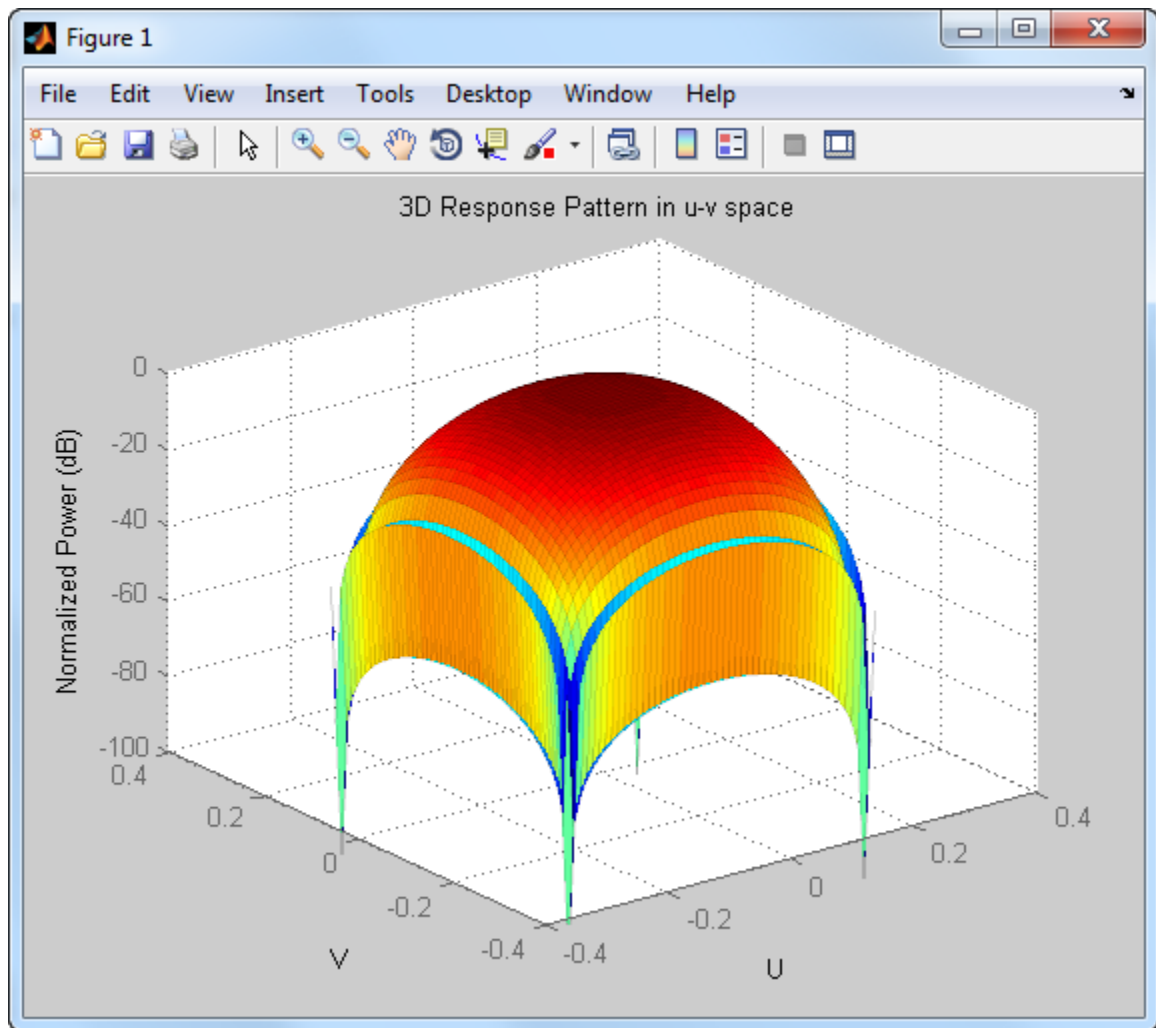 Figure 1
File Edit View Insert Tools Desktop Window Help
3D Response Pattern in u-v space
Normalized Power (dB)
0
-20
-40
-60
-80
-100
0.4
0.2
0
-0.2
-0.4
V
-0.4
-0.2
0
0.2
0.4
U